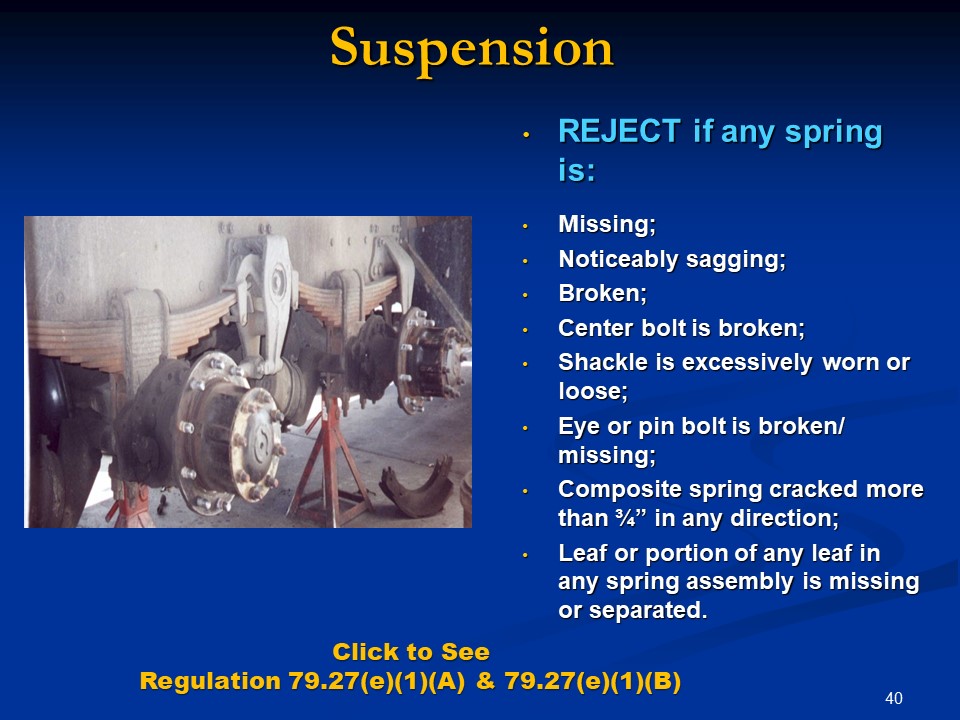 Suspension
• REJECT if any spring
is:
• Missing;
• Noticeably sagging;
• Broken;
• Center bolt is broken;
• Shackle is excessively worn or
loose;
• Eye or pin bolt is broken/
missing;
• Composite spring cracked more
than ¾” in any direction;
• Leaf or portion of any leaf in
any spring assembly is missing
or separated.
Click to See
Regulation 79.27(e)(1)(A) & 79.27(e)(1)(B)
40